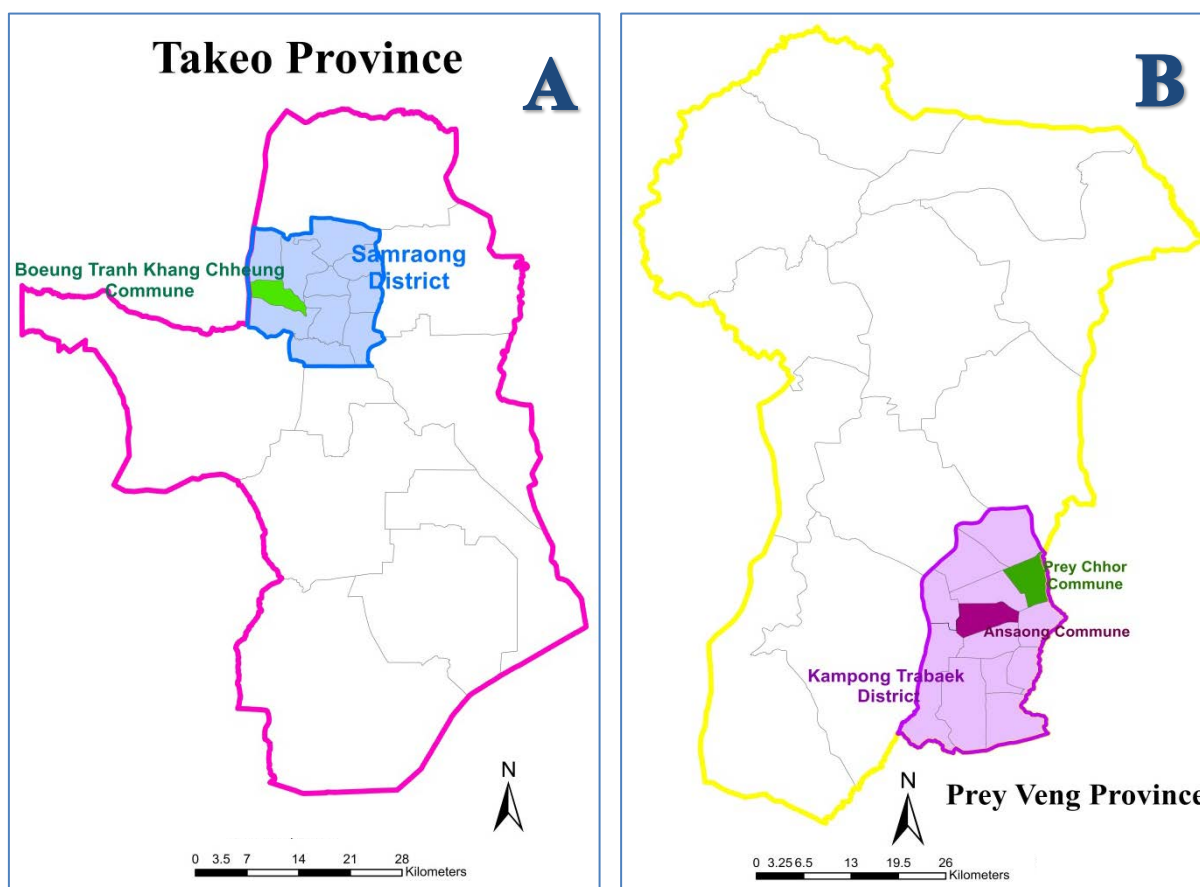 Takeo Province
A
Boeung Tranh Khang Chheung
Commune
Samraong
District
N
0 3.5 7 14 21 28
Kilometers
B
Prey Chhor
Commune
Ansaong Commune
Kampong Trabaek
District
N
Prey Veng Province
0 3.25 6.5 13 19.5 26
Kilometers